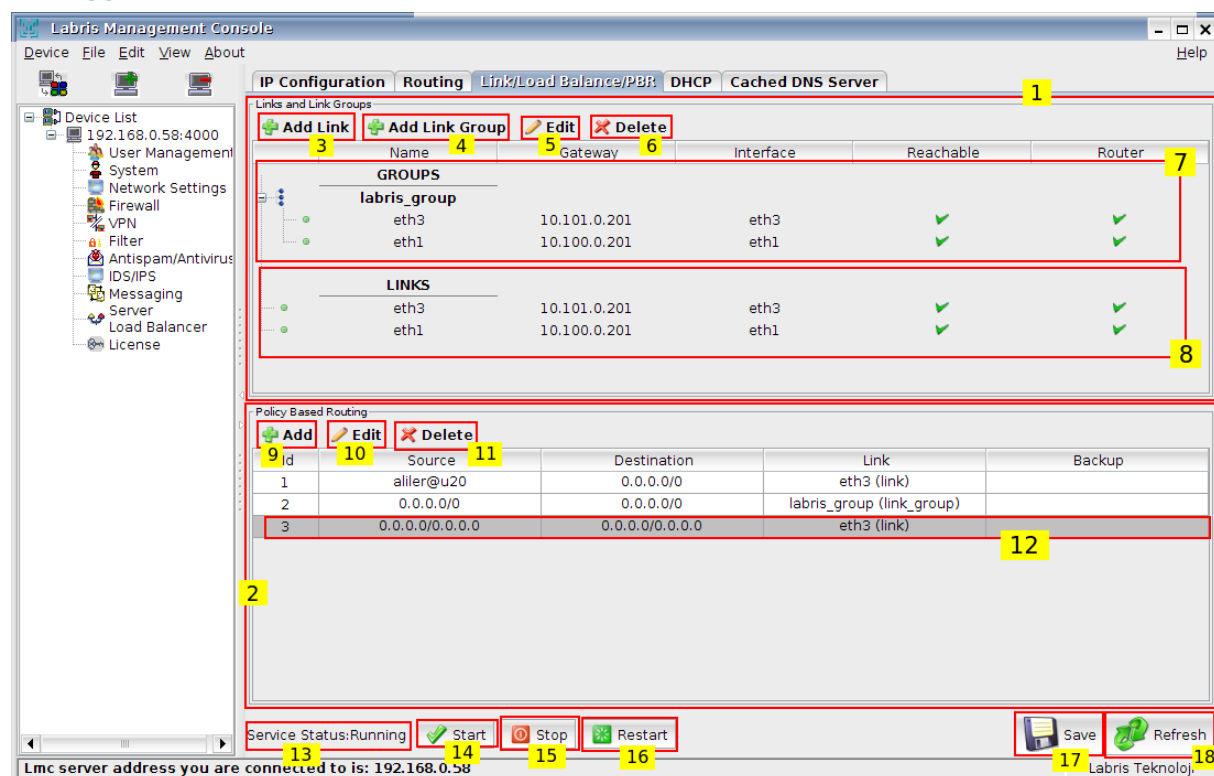 Labris Management Console
Device File Edit View About Help
IP Configuration Routing Link/Load Balance/PBR DHCP Cached DNS Server
1
Device List
192.168.0.58:4000
User Management
System
Network Settings
Firewall
VPN
Filter
Antispam/Antivirus
IDS/IPS
Messaging
Server
Load Balancer
License
Links and Link Groups
Add Link Add Link Group Edit Delete
3 4 5 6
Name Gateway Interface Reachable Router
7
GROUPS
labris_group
eth3 10.101.0.201 eth3
eth1 10.100.0.201 eth1
LINKS
eth3 10.101.0.201 eth3
eth1 10.100.0.201 eth1
8
Policy Based Routing
Add Edit Delete
9 10 11
Id Source Destination Link Backup
1 aliler@u20 0.0.0.0/0 eth3 (link)
2 0.0.0.0/0 0.0.0.0/0 labris_group (link_group)
3 0.0.0.0/0.0.0.0 0.0.0.0/0.0.0.0 eth3 (link)
12
2
Service Status:Running Start Stop Restart Save Refresh
13 14 15 16 17 18
Lmc server address you are connected to is: 192.168.0.58 Labris Teknoloji